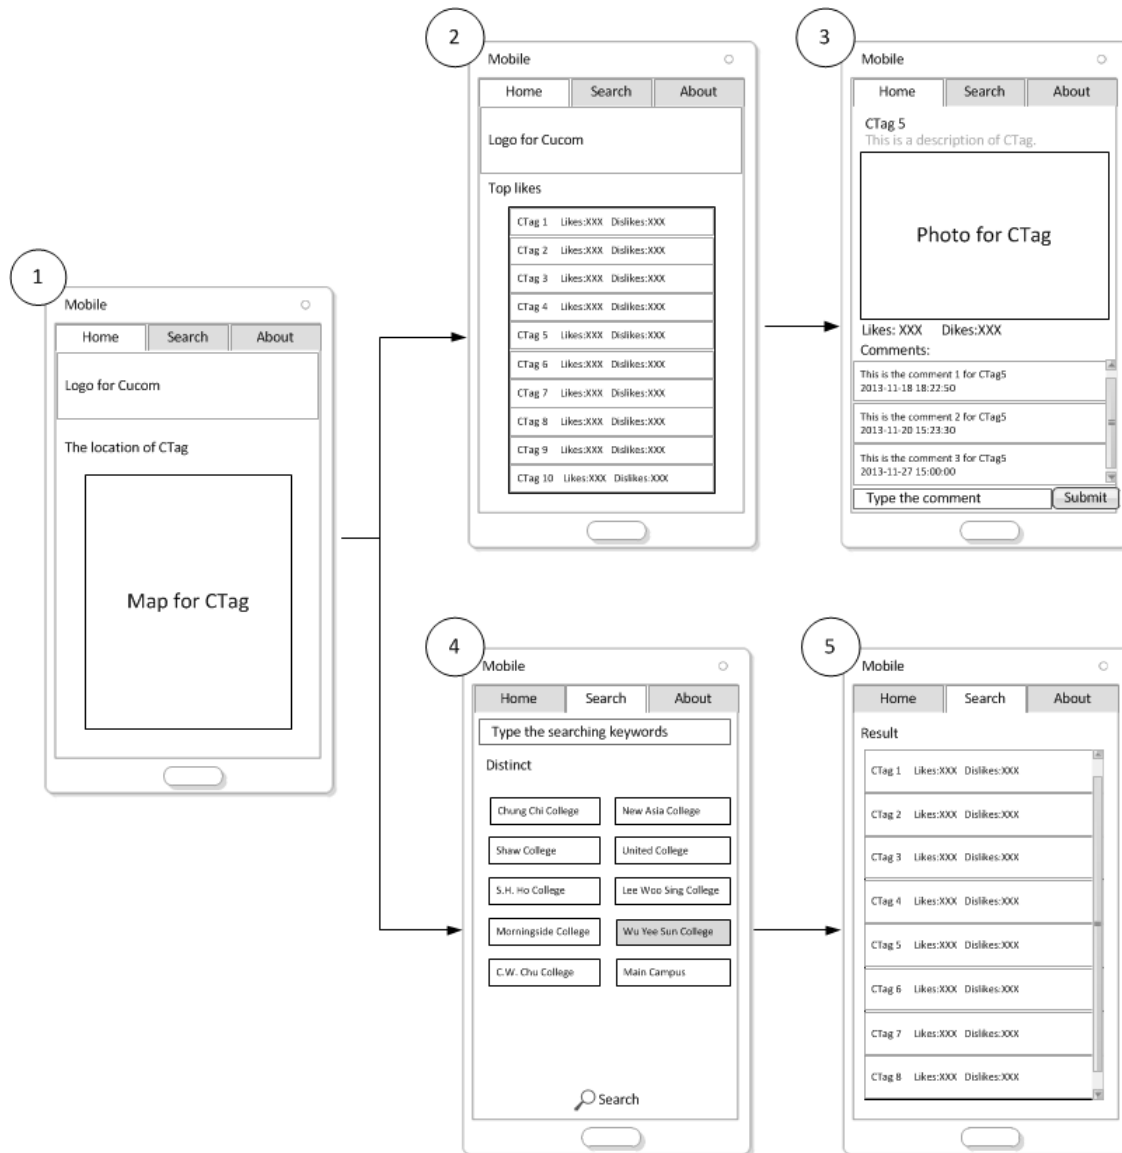 1
Mobile
Home Search About
Logo for Cucom
The location of CTag
Map for CTag
2
Mobile
Home Search About
Logo for Cucom
Top likes
CTag 1 Likes:XXX Dislikes:XXX
CTag 2 Likes:XXX Dislikes:XXX
CTag 3 Likes:XXX Dislikes:XXX
CTag 4 Likes:XXX Dislikes:XXX
CTag 5 Likes:XXX Dislikes:XXX
CTag 6 Likes:XXX Dislikes:XXX
CTag 7 Likes:XXX Dislikes:XXX
CTag 8 Likes:XXX Dislikes:XXX
CTag 9 Likes:XXX Dislikes:XXX
CTag 10 Likes:XXX Dislikes:XXX
3
Mobile
Home Search About
CTag 5
This is a description of CTag.
Photo for CTag
Likes: XXX Dikes:XXX
Comments:
This is the comment 1 for CTag5
2013-11-18 18:22:50
This is the comment 2 for CTag5
2013-11-20 15:23:30
This is the comment 3 for CTag5
2013-11-27 15:00:00
Type the comment Submit
4
Mobile
Home Search About
Type the searching keywords
Distinct
Chung Chi College New Asia College
Shaw College United College
S.H. Ho College Lee Woo Sing College
Morningside College Wu Yee Sun College
C.W. Chu College Main Campus
Search
5
Mobile
Home Search About
Result
CTag 1 Likes:XXX Dislikes:XXX
CTag 2 Likes:XXX Dislikes:XXX
CTag 3 Likes:XXX Dislikes:XXX
CTag 4 Likes:XXX Dislikes:XXX
CTag 5 Likes:XXX Dislikes:XXX
CTag 6 Likes:XXX Dislikes:XXX
CTag 7 Likes:XXX Dislikes:XXX
CTag 8 Likes:XXX Dislikes:XXX